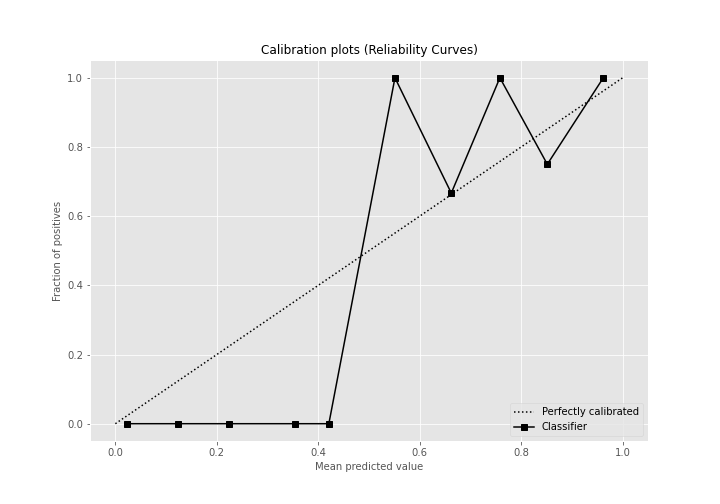 Calibration plots (Reliability Curves)
1.0
0.8
0.6
0.4
0.2
0.0
Fraction of positives
0.0 0.2 0.4 0.6 0.8 1.0
Mean predicted value
Perfectly calibrated
Classifier